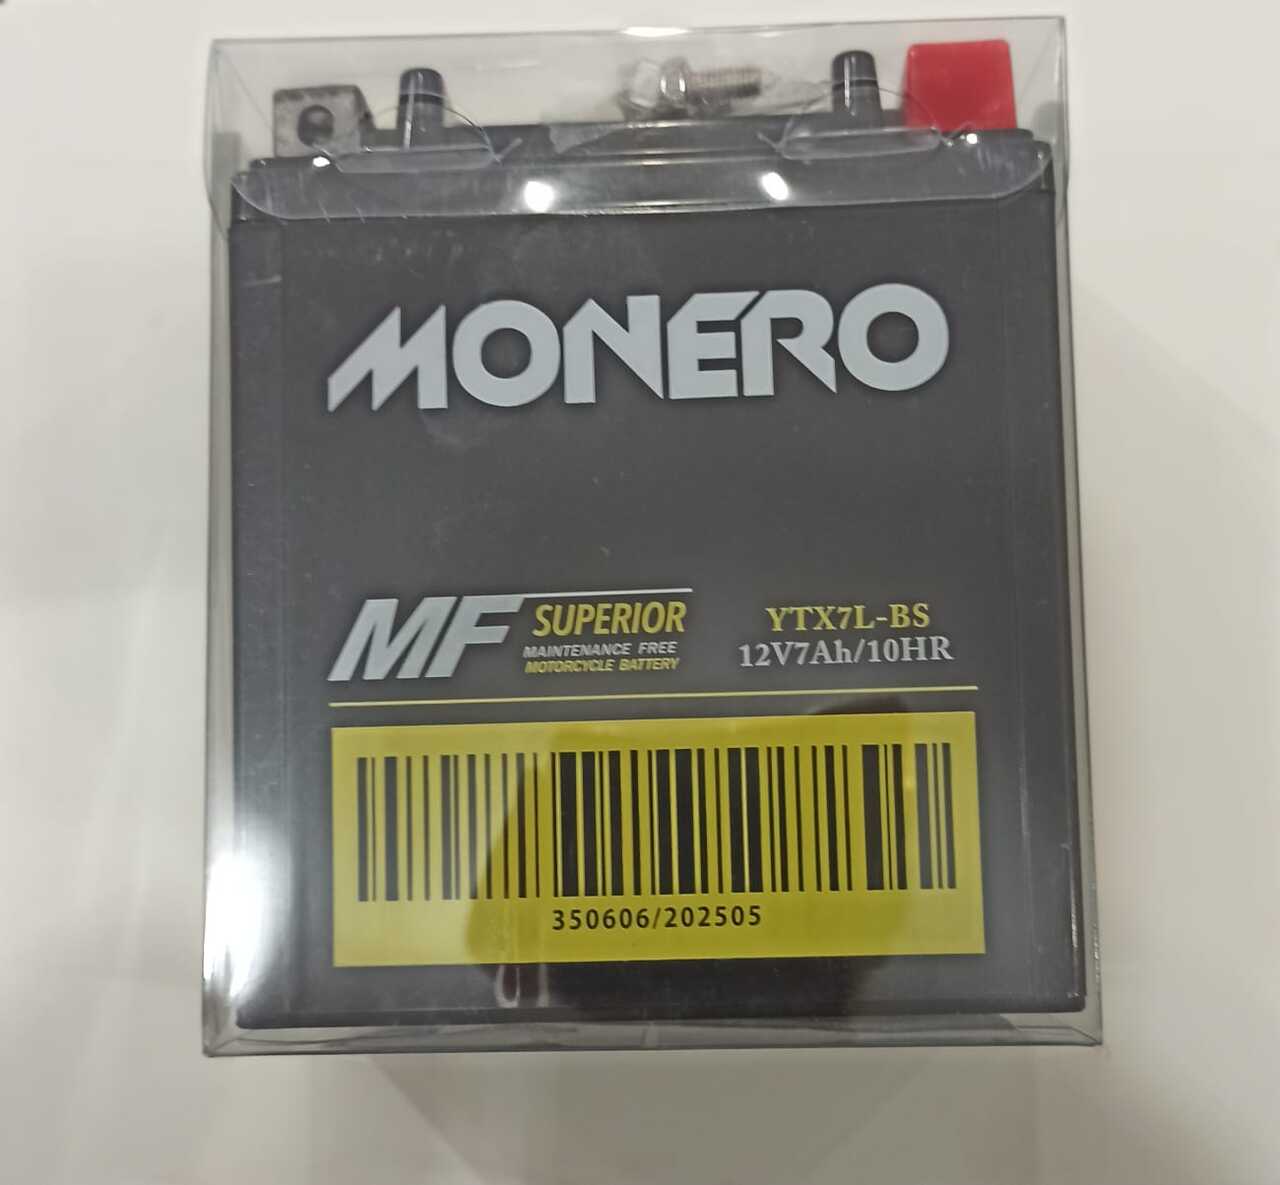 MONERO
MF SUPERIOR
MAINTENANCE FREE
MOTORCYCLE BATTERY
YTX7L-BS
12V7Ah/10HR
350606/202505